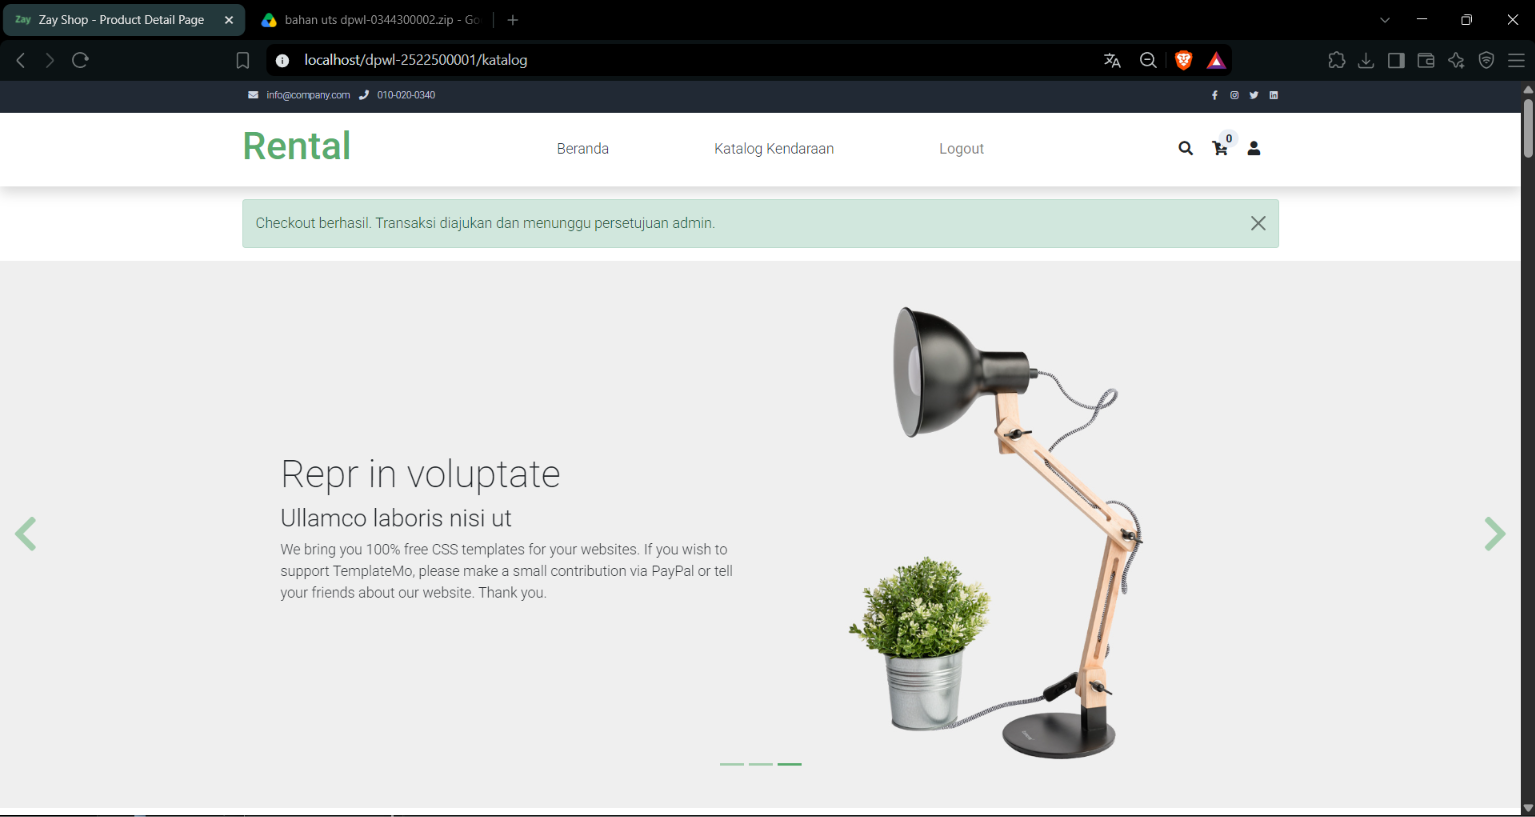 Zay Zay Shop - Product Detail Page
bahan uts dpwl-0344300002.zip - Go
localhost/dpwl-2522500001/katalog
info@company.com 010-020-0340
Rental
Beranda
Katalog Kendaraan
Logout
0
Checkout berhasil. Transaksi diajukan dan menunggu persetujuan admin.
Repr in voluptate
Ullamco laboris nisi ut
We bring you 100% free CSS templates for your websites. If you wish to
support TemplateMo, please make a small contribution via PayPal or tell
your friends about our website. Thank you.